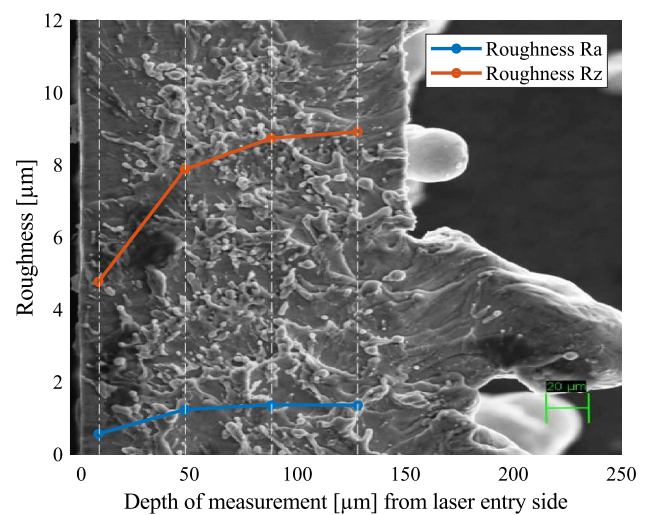 12
10
8
6
4
2
0
Roughness [µm]
Roughness Ra
Roughness Rz
20 µm
0 50 100 150 200 250
Depth of measurement [µm] from laser entry side